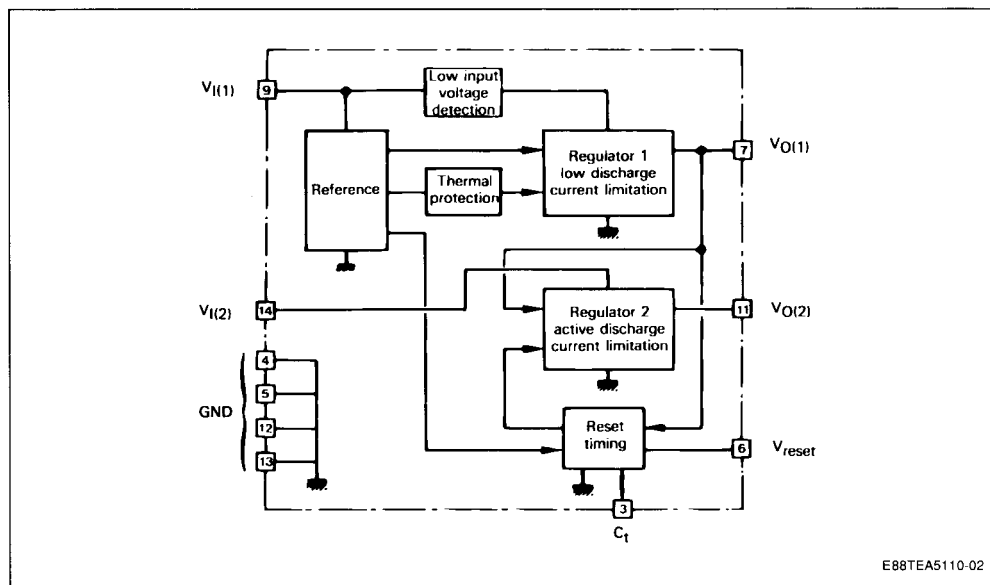 V_I(1)
9
Low input
voltage
detection
Reference
Thermal
protection
Regulator 1
low discharge
current limitation
7
V_O(1)
V_I(2)
14
Regulator 2
active discharge
current limitation
11
V_O(2)
GND
4
5
12
13
Reset
timing
6
V_reset
3
C_t
E88TEA5110-02